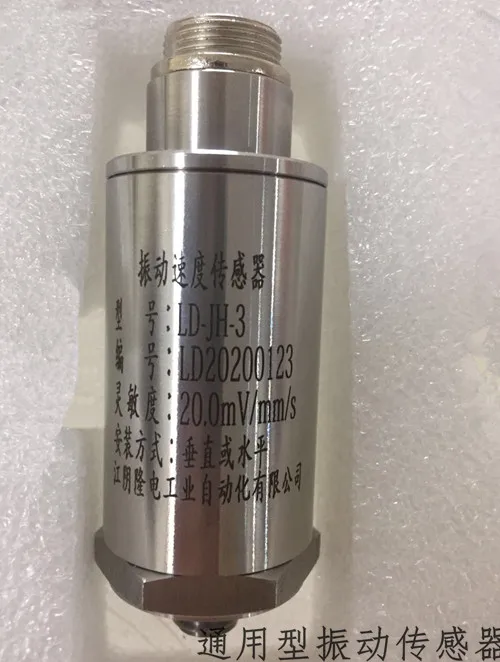 振动速度传感器
型 号:LD-JH-3
编 号:LD20200123
灵敏度:20.0mV/mm/s
安装方式:垂直或水平
江阴隆电工业自动化有限公司
通用型振动传感器